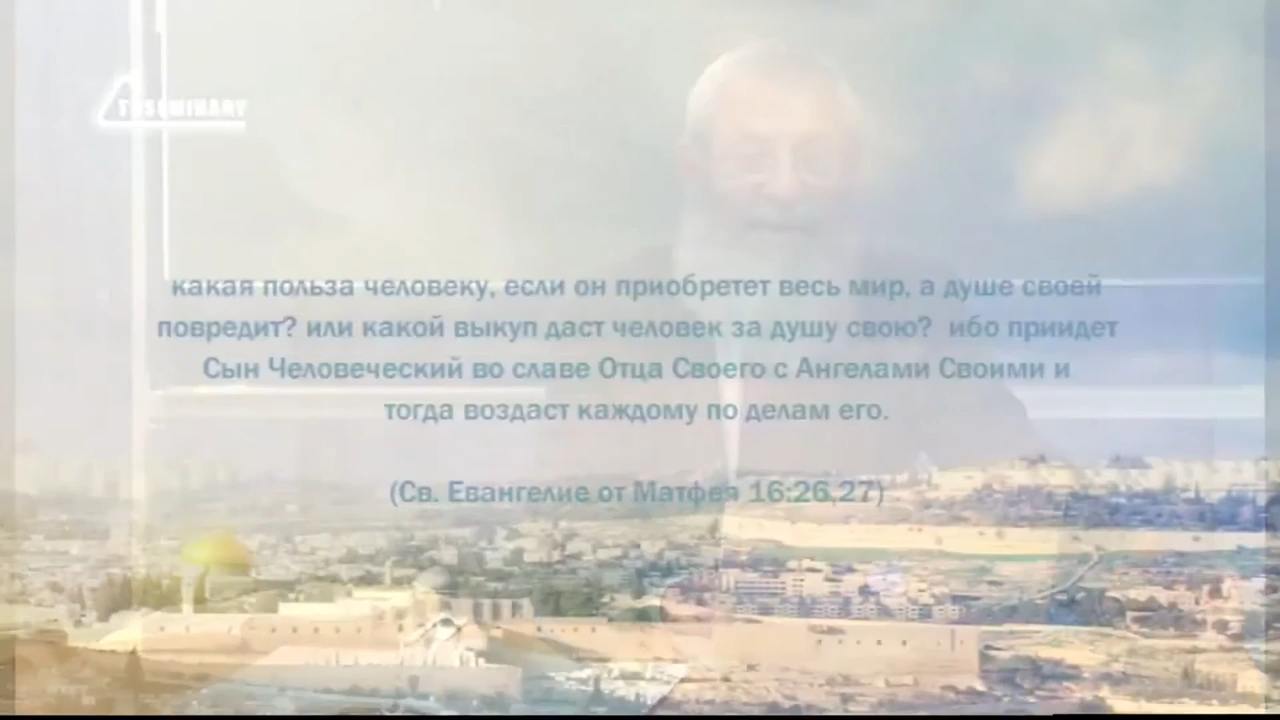 TBSEMINARY
какая польза человеку, если он приобретет весь мир, а душе своей
повредит? или какой выкуп даст человек за душу свою? ибо приидет
Сын Человеческий во славе Отца Своего с Ангелами Своими и
тогда воздаст каждому по делам его.
(Св. Евангелие от Матфея 16:26,27)